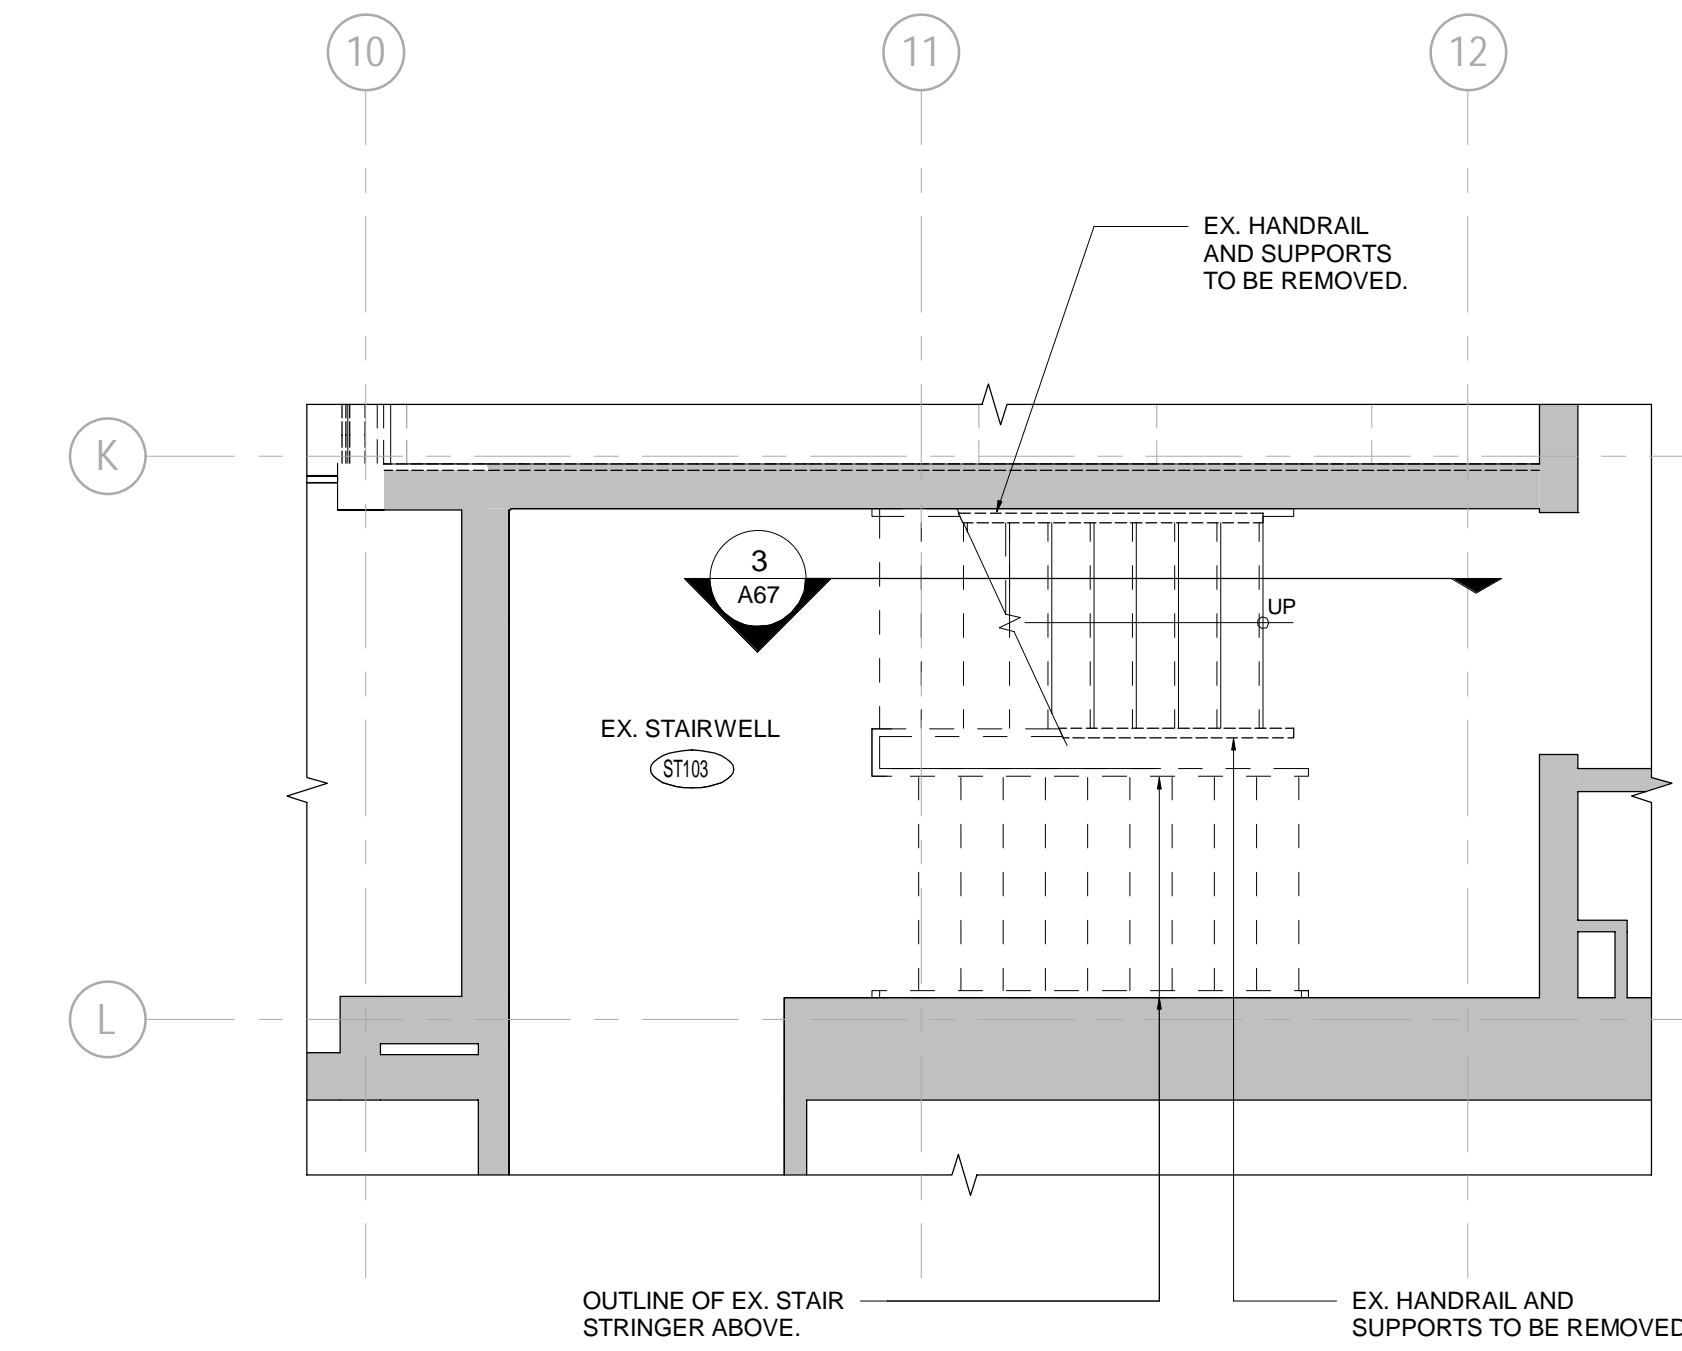 10
11
12
EX. HANDRAIL
AND SUPPORTS
TO BE REMOVED.
K
3
A67
UP
EX. STAIRWELL
ST103
L
OUTLINE OF EX. STAIR
STRINGER ABOVE.
EX. HANDRAIL AND
SUPPORTS TO BE REMOVED